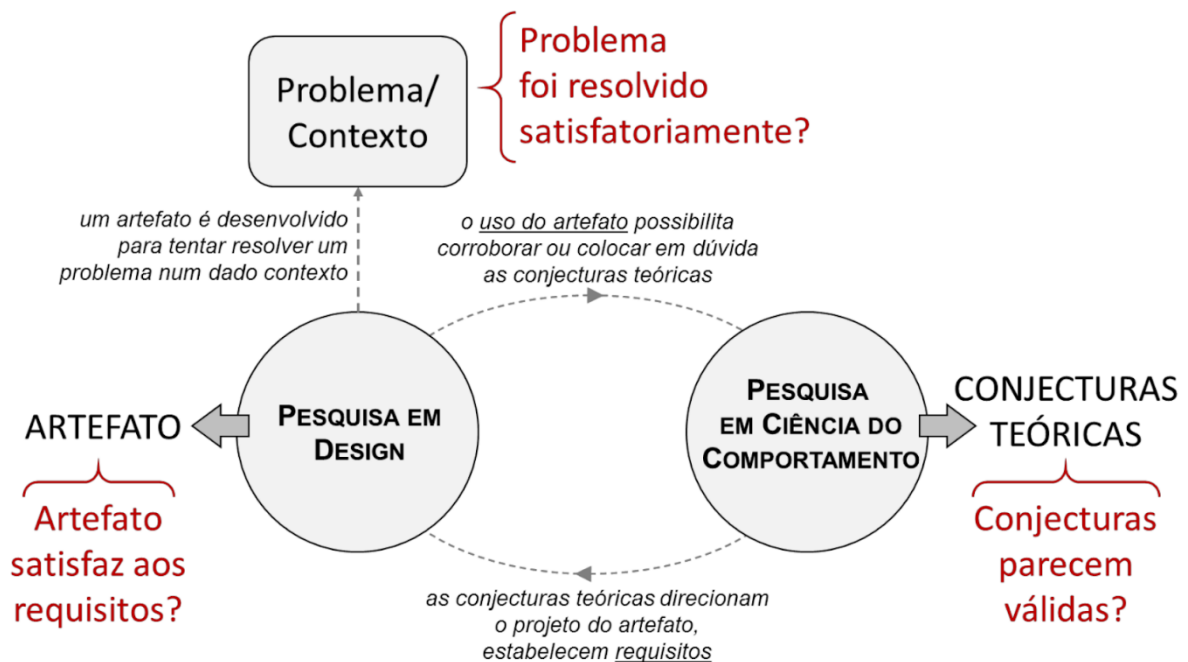 Problema/
Contexto
Problema
foi resolvido
satisfatoriamente?
um artefato é desenvolvido
para tentar resolver um
problema num dado contexto
o uso do artefato possibilita
corroborar ou colocar em dúvida
as conjecturas teóricas
ARTEFATO
PESQUISA EM
DESIGN
PESQUISA
EM CIÊNCIA DO
COMPORTAMENTO
CONJECTURAS
TEÓRICAS
Artefato
satisfaz aos
requisitos?
Conjecturas
parecem
válidas?
as conjecturas teóricas direcionam
o projeto do artefato,
estabelecem requisitos